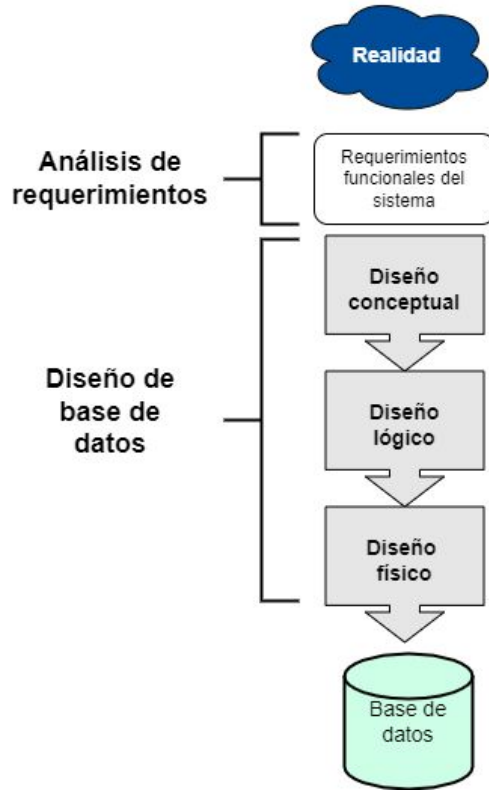 Realidad
Análisis de
requerimientos
Requerimientos
funcionales del
sistema
Diseño de
base de
datos
Diseño
conceptual
Diseño
lógico
Diseño
físico
Base de
datos